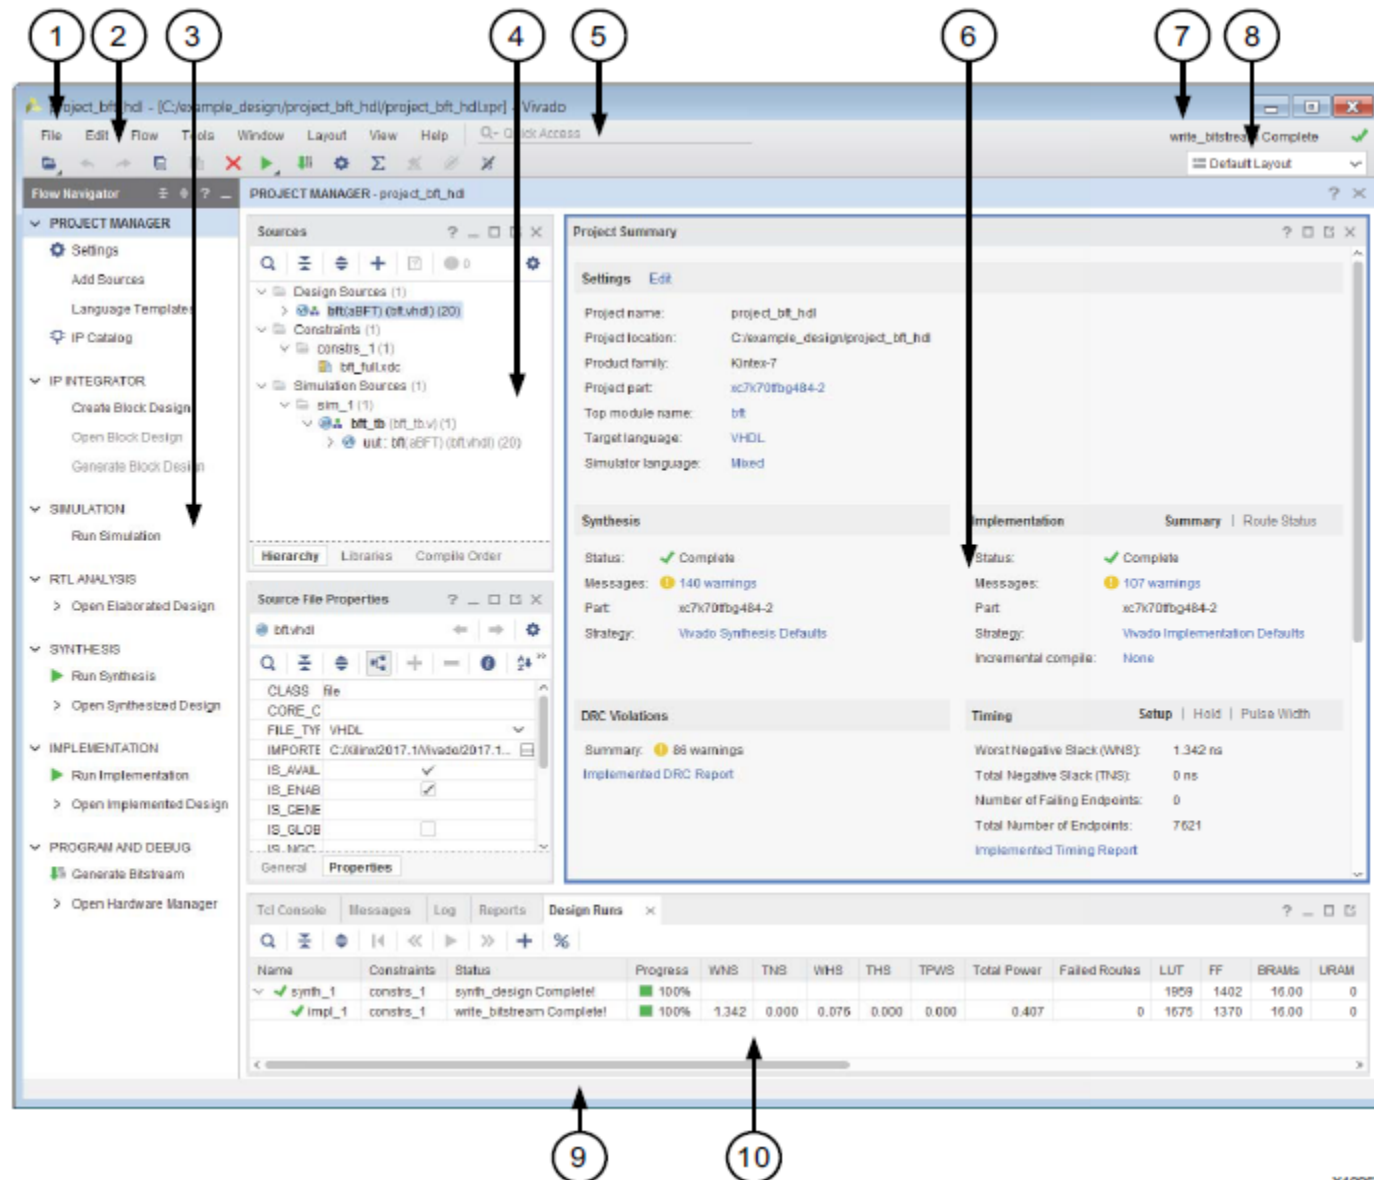 1 2 3 4 5 6 7 8
project_bft_hdl - [C:/example_design/project_bft_hdl/project_bft_hdl.xpr] - Vivado
File Edit Flow Tools Window Layout View Help Q- Quick Access write_bitstream Complete
Default Layout
Flow Navigator ? PROJECT MANAGER - project_bft_hdl ?
PROJECT MANAGER
Settings
Add Sources
Language Templates
IP Catalog
IP INTEGRATOR
Create Block Design
Open Block Design
Generate Block Design
SIMULATION
Run Simulation
RTL ANALYSIS
Open Elaborated Design
SYNTHESIS
Run Synthesis
Open Synthesized Design
IMPLEMENTATION
Run Implementation
Open Implemented Design
PROGRAM AND DEBUG
Generate Bitstream
Open Hardware Manager
Sources ?
0
Design Sources (1)
bft(aBFT) (bft.vhdl) (20)
Constraints (1)
constrs_1 (1)
bft_full.xdc
Simulation Sources (1)
sim_1 (1)
bft_tb (bft_tb.v) (1)
uut : bft(aBFT) (bft.vhdl) (20)
Hierarchy Libraries Compile Order
Source File Properties ?
bft.vhdl
CLASS file
CORE_C
FILE_TYF VHDL
IMPORTE C:/Xilinx/2017.1/Vivado/2017.1...
IS_AVAIL
IS_ENAB
IS_GENE
IS_GLOB
IS_NGC
General Properties
Project Summary ?
Settings Edit
Project name: project_bft_hdl
Project location: C:/example_design/project_bft_hdl
Product family: Kintex-7
Project part: xc7k70tfbg484-2
Top module name: bft
Target language: VHDL
Simulator language: Mixed
Synthesis
Status: Complete
Messages: 140 warnings
Part: xc7k70tfbg484-2
Strategy: Vivado Synthesis Defaults
Implementation Summary | Route Status
Status: Complete
Messages: 107 warnings
Part: xc7k70tfbg484-2
Strategy: Vivado Implementation Defaults
Incremental compile: None
DRC Violations
Summary: 86 warnings
Implemented DRC Report
Timing Setup | Hold | Pulse Width
Worst Negative Slack (WNS): 1.342 ns
Total Negative Slack (TNS): 0 ns
Number of Failing Endpoints: 0
Total Number of Endpoints: 7621
Implemented Timing Report
Tcl Console Messages Log Reports Design Runs ?
Name Constraints Status Progress WNS TNS WHS THS TPWS Total Power Failed Routes LUT FF BRAMs URAM
synth_1 constrs_1 synth_design Complete! 100% 1959 1402 16.00 0
impl_1 constrs_1 write_bitstream Complete! 100% 1.342 0.000 0.076 0.000 0.000 0.407 0 1675 1370 16.00 0
9 10